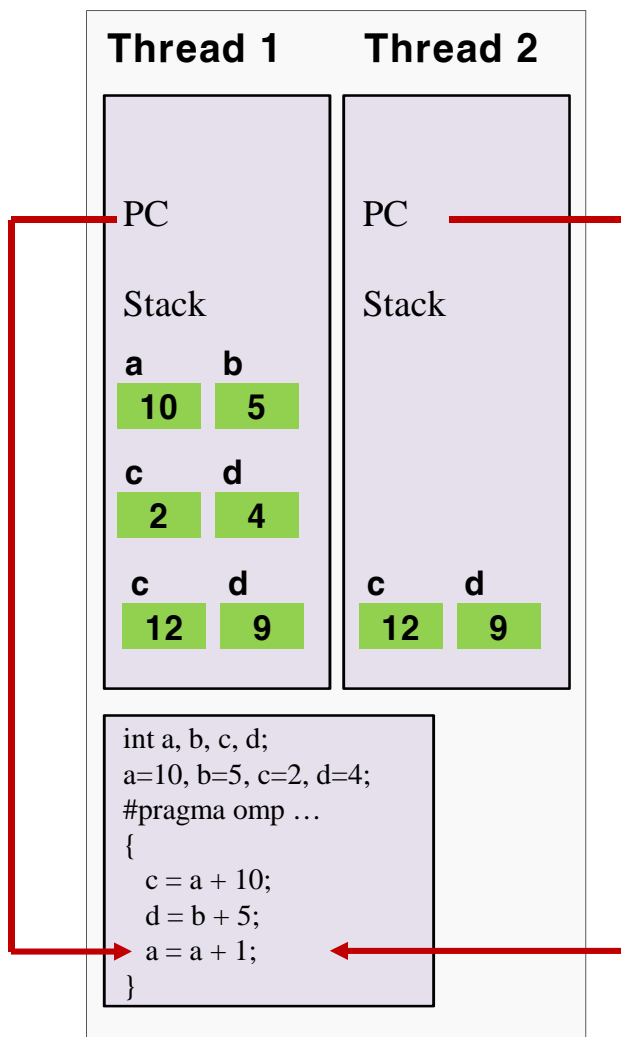 Thread 1 Thread 2
PC PC
Stack Stack
a b
10 5
c d
2 4
c d c d
12 9 12 9
int a, b, c, d;
a=10, b=5, c=2, d=4;
#pragma omp …
{
c = a + 10;
d = b + 5;
a = a + 1;
}